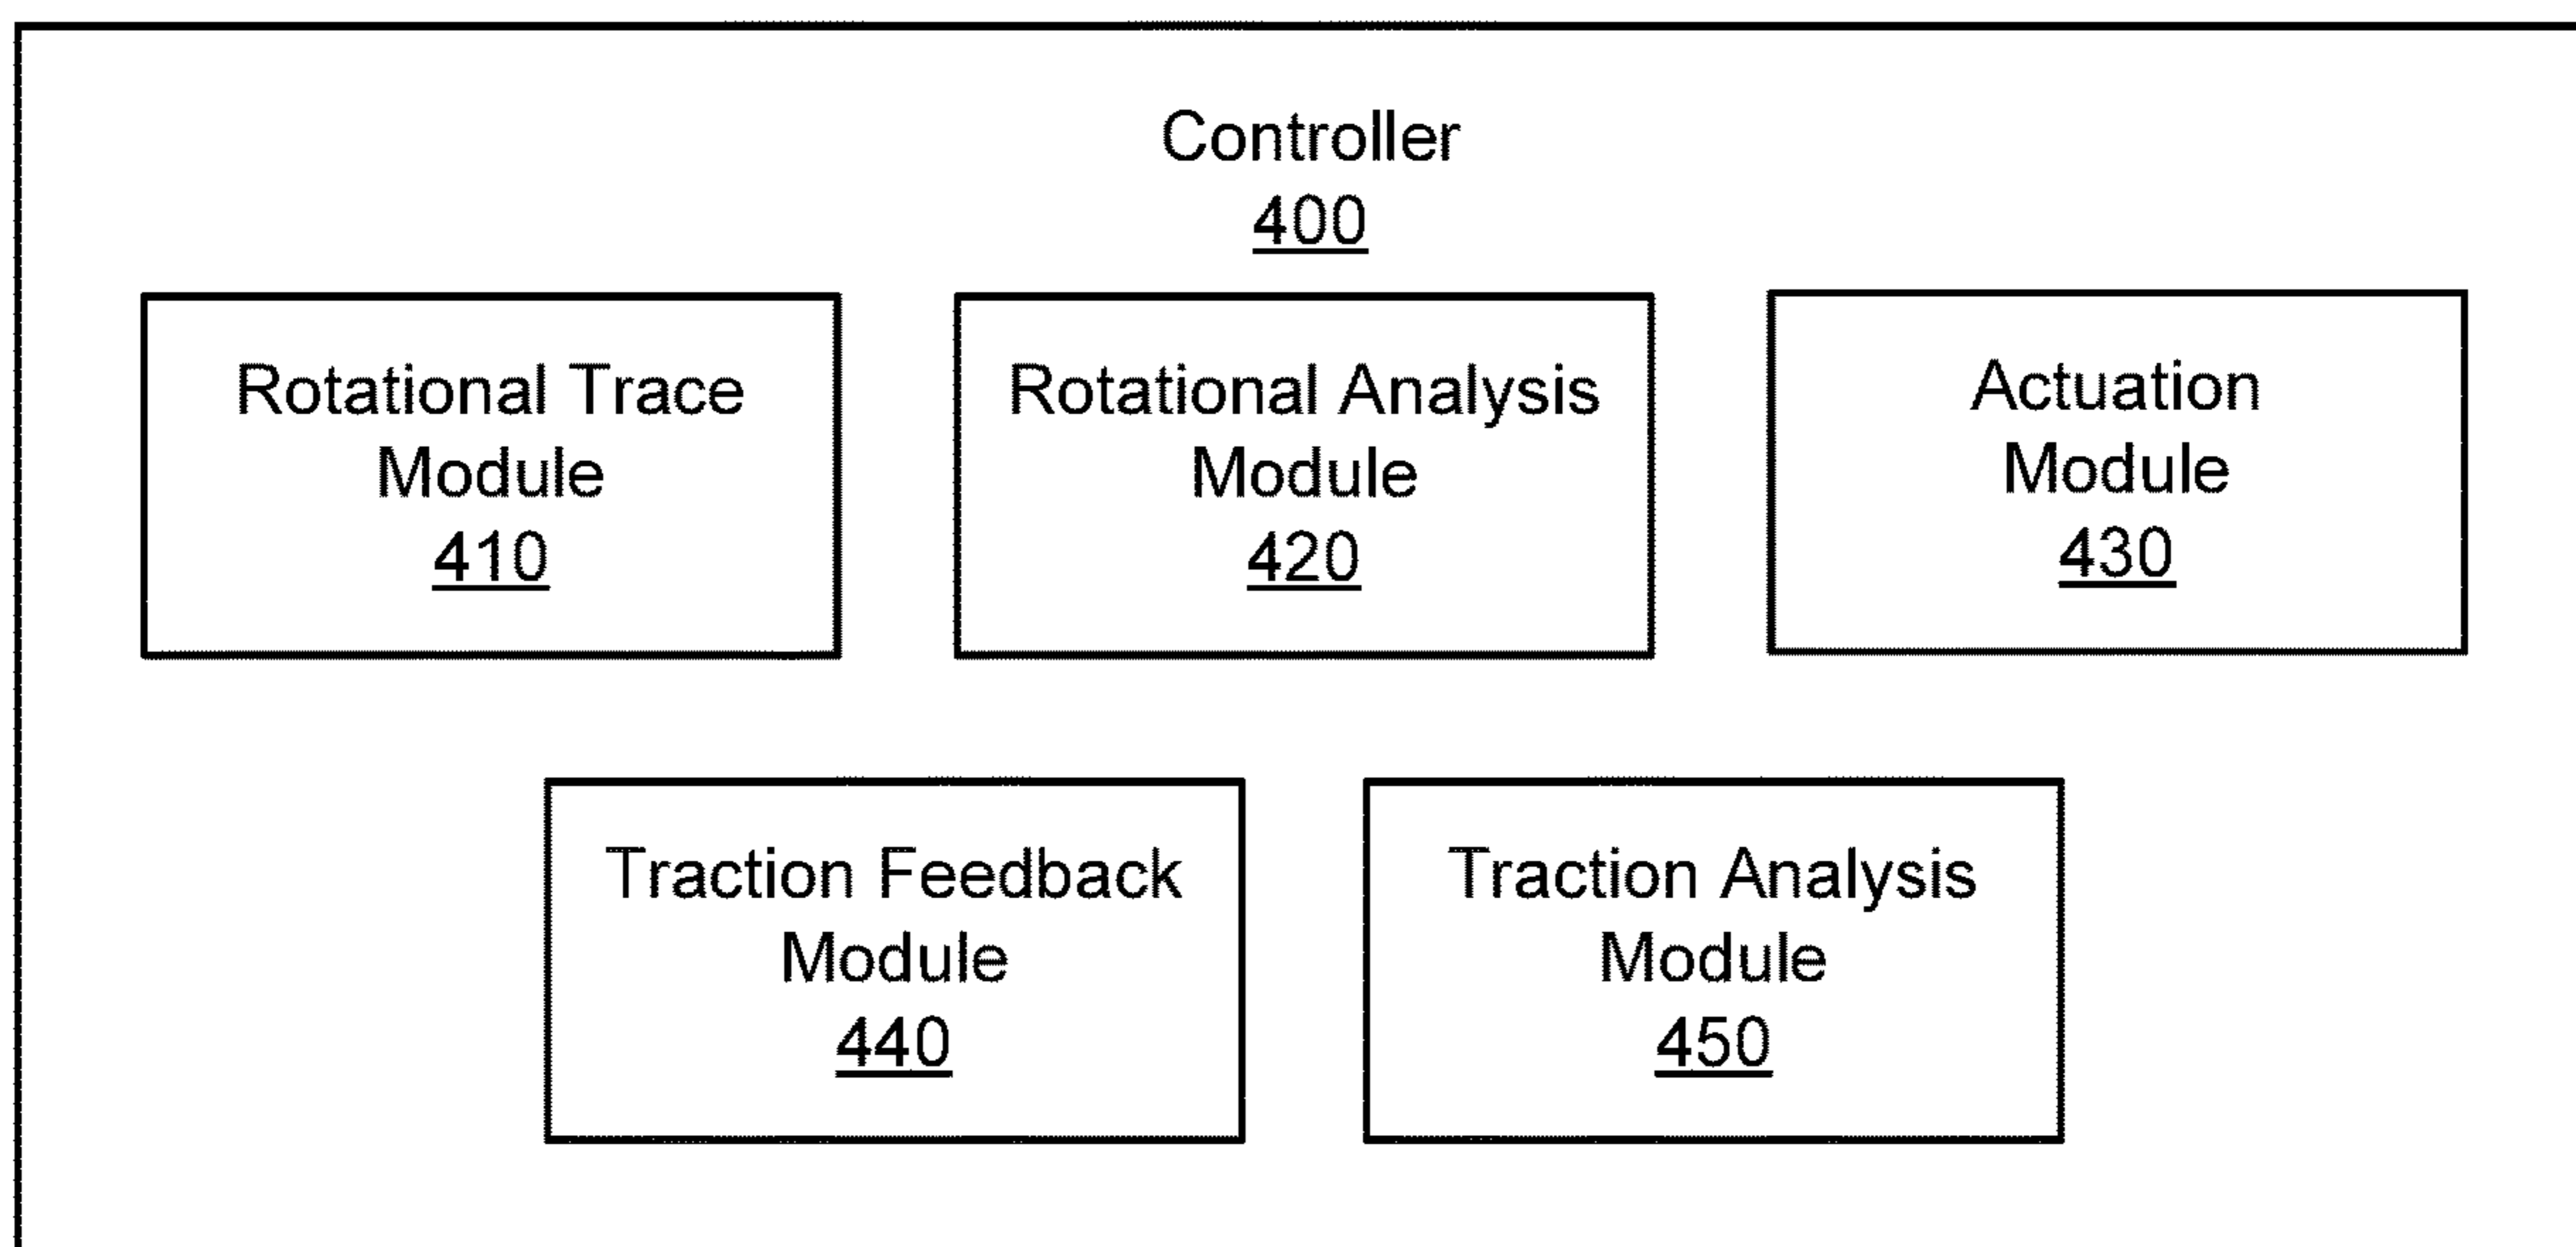 Controller
400
Rotational Trace
Module
410
Rotational Analysis
Module
420
Actuation
Module
430
Traction Feedback
Module
440
Traction Analysis
Module
450